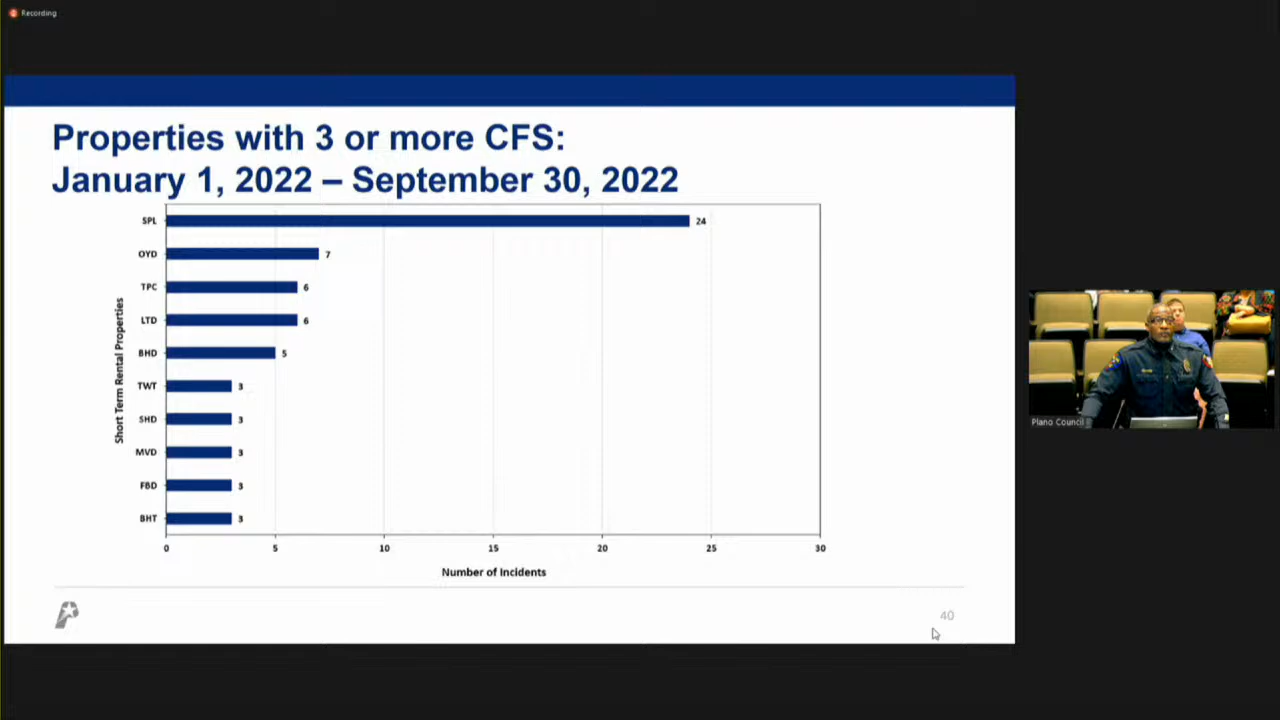 Recording
Properties with 3 or more CFS:
January 1, 2022 – September 30, 2022
Short Term Rental Properties
SPL 24
OYD 7
TPC 6
LTD 6
BHD 5
TWT 3
SHD 3
MVD 3
FBD 3
BHT 3
0 5 10 15 20 25 30
Number of Incidents
40
Plano Council